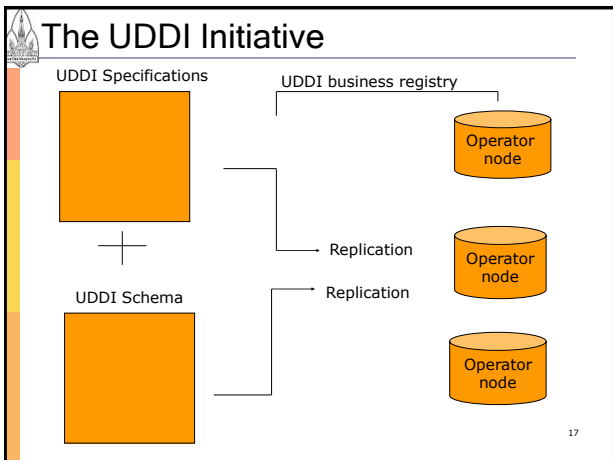 The UDDI Initiative
UDDI Specifications
UDDI business registry
Operator
node
Replication
Operator
node
Replication
UDDI Schema
Operator
node
17